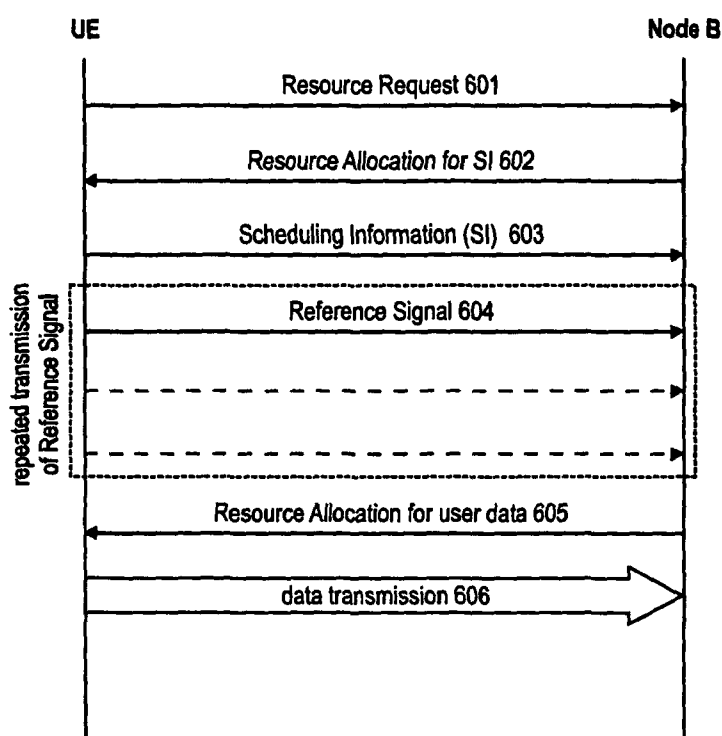 UE
Node B
Resource Request 601
Resource Allocation for SI 602
Scheduling Information (SI) 603
repeated transmission
of Reference Signal
Reference Signal 604
Resource Allocation for user data 605
data transmission 606